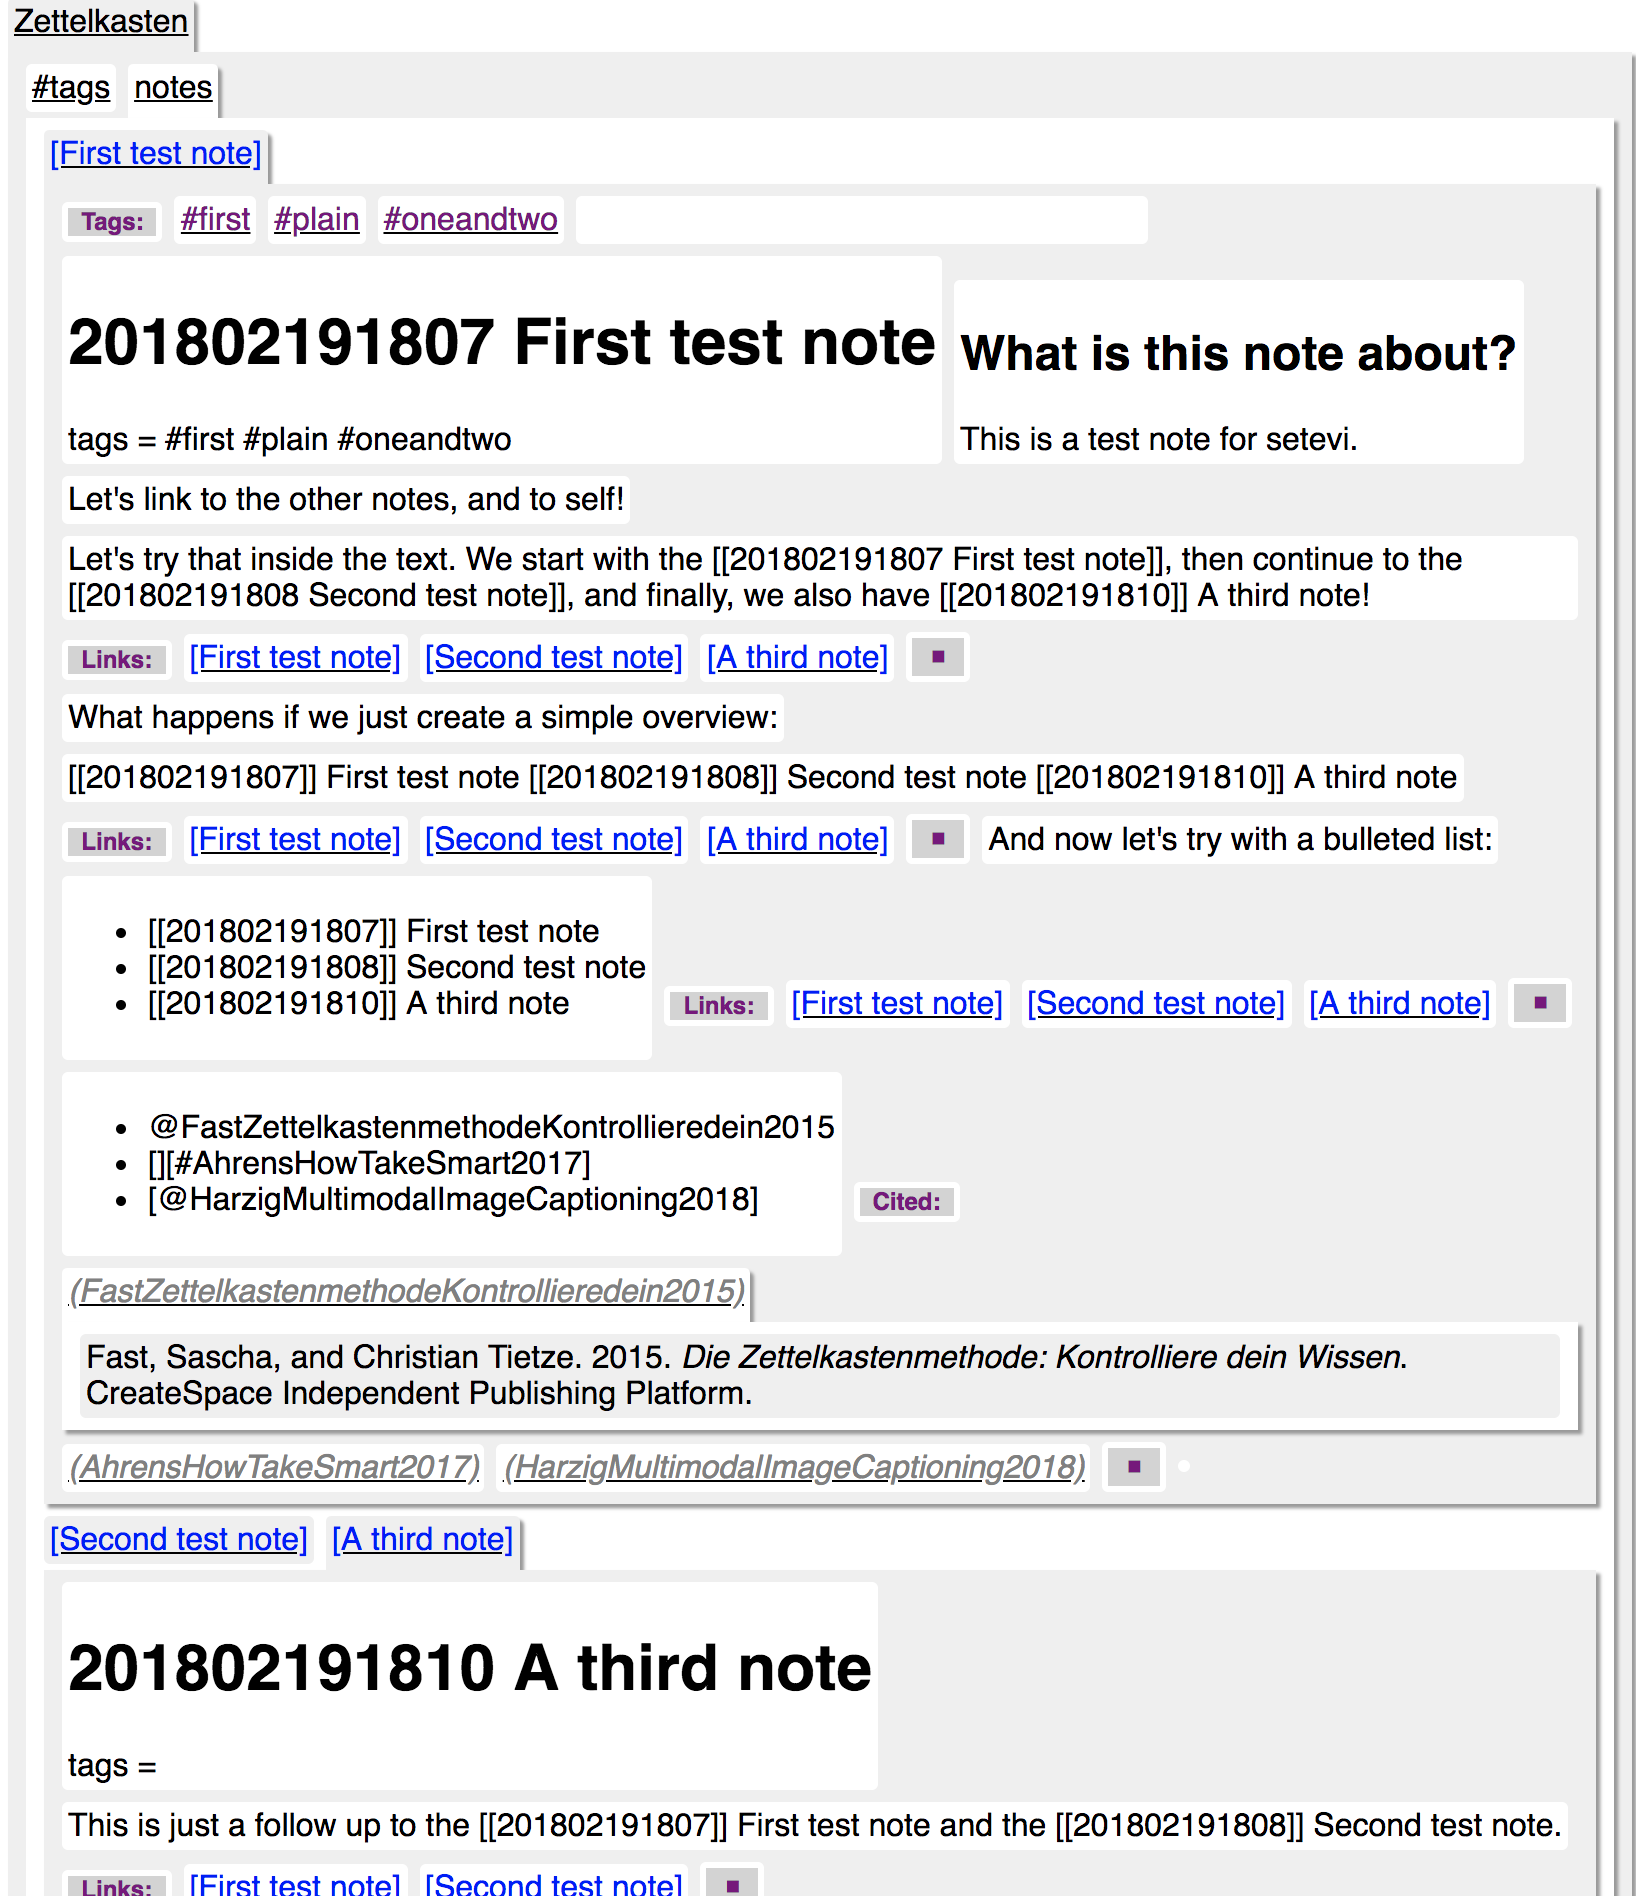 Zettelkasten
#tags notes
[First test note]
Tags: #first #plain #oneandtwo
201802191807 First test note
tags = #first #plain #oneandtwo
What is this note about?
This is a test note for setevi.
Let's link to the other notes, and to self!
Let's try that inside the text. We start with the [[201802191807 First test note]], then continue to the
[[201802191808 Second test note]], and finally, we also have [[201802191810]] A third note!
Links: [First test note] [Second test note] [A third note] ■
What happens if we just create a simple overview:
[[201802191807]] First test note [[201802191808]] Second test note [[201802191810]] A third note
Links: [First test note] [Second test note] [A third note] ■ And now let's try with a bulleted list:
• [[201802191807]] First test note
• [[201802191808]] Second test note
• [[201802191810]] A third note
Links: [First test note] [Second test note] [A third note] ■
• @FastZettelkastenmethodeKontrollieredein2015
• [][#AhrensHowTakeSmart2017]
• [@HarzigMultimodalImageCaptioning2018]
Cited:
(FastZettelkastenmethodeKontrollieredein2015)
Fast, Sascha, and Christian Tietze. 2015. Die Zettelkastenmethode: Kontrolliere dein Wissen.
CreateSpace Independent Publishing Platform.
(AhrensHowTakeSmart2017) (HarzigMultimodalImageCaptioning2018) ■
[Second test note] [A third note]
201802191810 A third note
tags =
This is just a follow up to the [[201802191807]] First test note and the [[201802191808]] Second test note.
Links: [First test note] [Second test note] ■